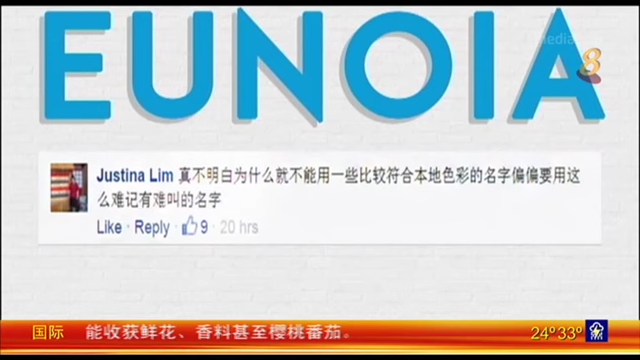 EUNOIA
Media
8
Justina Lim 真不明白为什么就不能用一些比较符合本地色彩的名字偏偏要用这
么难记有难叫的名字
Like · Reply · 9 · 20 hrs
国际 能收获鲜花、香料甚至樱桃番茄。 24°33°